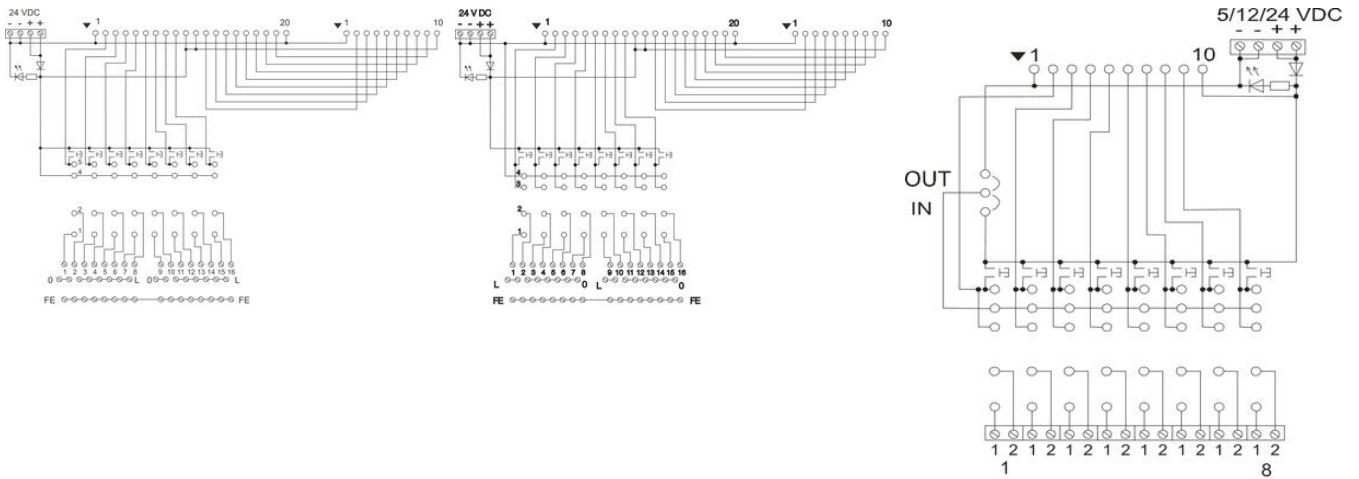 24 VDC
- - + +
1 20 1 10
5
4
2
1
1 2 3 4 5 6 7 8 9 10 11 12 13 14 15 16
0 L 0 L
FE FE
24 V DC
- - + +
1 20 1 10
4
3
2
1
1 2 3 4 5 6 7 8 9 10 11 12 13 14 15 16
L 0 L 0
FE FE
5/12/24 VDC
- - + +
1 10
OUT
IN
1 2 1 2 1 2 1 2 1 2 1 2 1 2 1 2
1 8